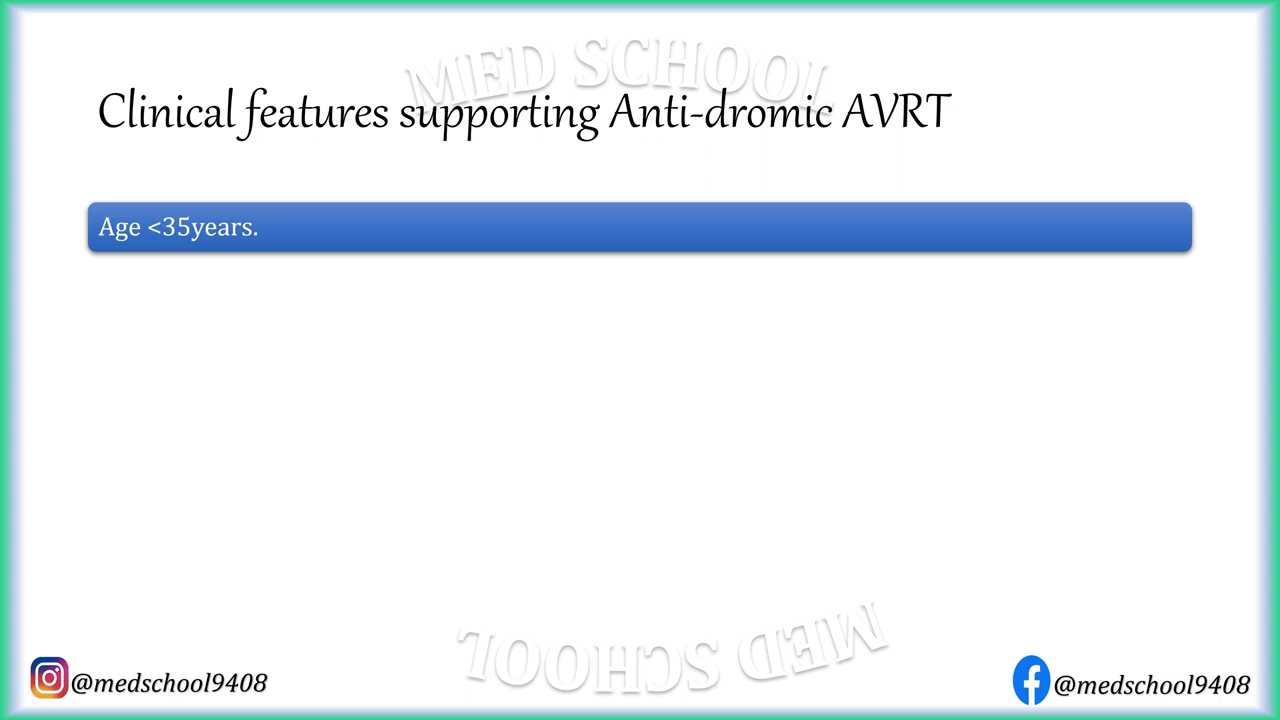 MED SCHOOL
Clinical features supporting Anti-dromic AVRT
Age <35years.
MED SCHOOL
@medschool9408
@medschool9408